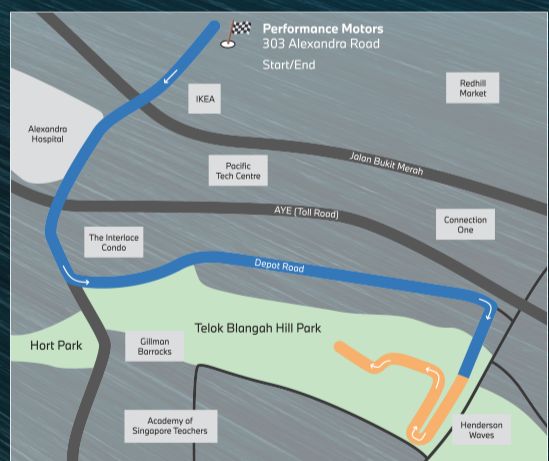 Performance Motors
303 Alexandra Road
Start/End
Redhill
Market
IKEA
Alexandra
Hospital
Jalan Bukit Merah
Pacific
Tech Centre
AYE (Toll Road)
Connection
One
The Interlace
Condo
Depot Road
Telok Blangah Hill Park
Hort Park
Gillman
Barracks
Academy of
Singapore Teachers
Henderson
Waves